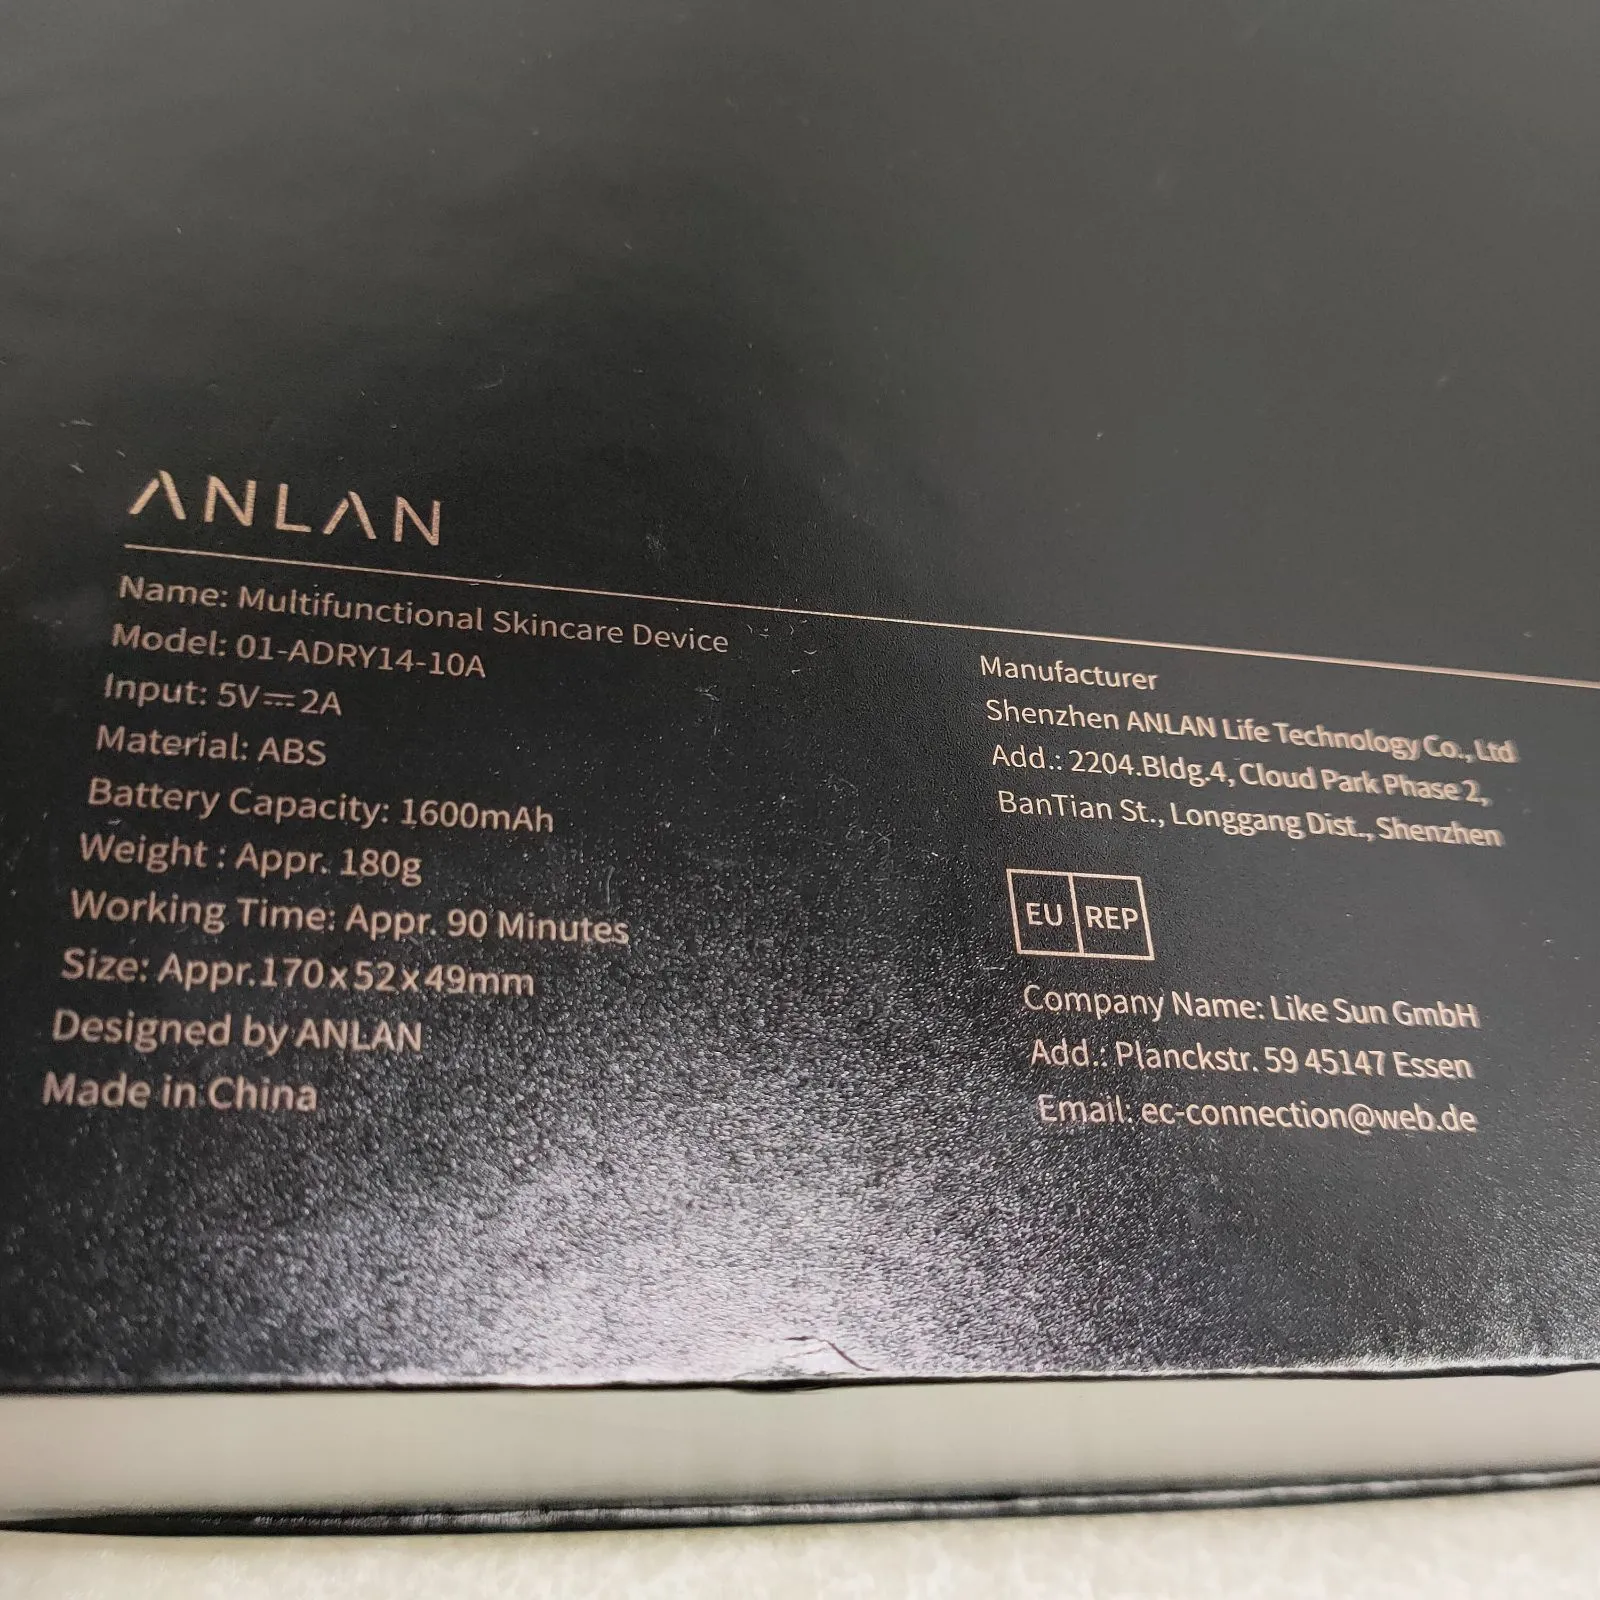 ANLAN
Name: Multifunctional Skincare Device
Model: 01-ADRY14-10A
Input: 5V⎓2A
Material: ABS
Battery Capacity: 1600mAh
Weight : Appr. 180g
Working Time: Appr. 90 Minutes
Size: Appr.170x52x49mm
Designed by ANLAN
Made in China
Manufacturer
Shenzhen ANLAN Life Technology Co., Ltd
Add.: 2204.Bldg.4, Cloud Park Phase 2,
BanTian St., Longgang Dist., Shenzhen
EU REP
Company Name: Like Sun GmbH
Add.: Planckstr. 59 45147 Essen
Email: ec-connection@web.de